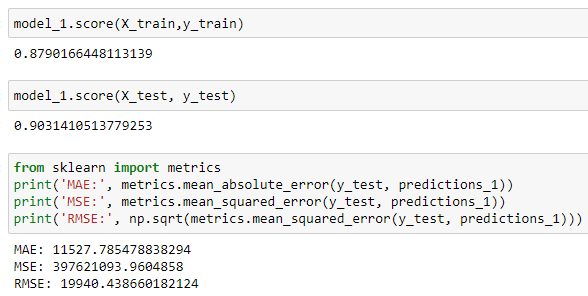 model_1.score(X_train,y_train)
0.8790166448113139
model_1.score(X_test, y_test)
0.9031410513779253
from sklearn import metrics
print('MAE:', metrics.mean_absolute_error(y_test, predictions_1))
print('MSE:', metrics.mean_squared_error(y_test, predictions_1))
print('RMSE:', np.sqrt(metrics.mean_squared_error(y_test, predictions_1)))
MAE: 11527.785478838294
MSE: 397621093.9604858
RMSE: 19940.438660182124